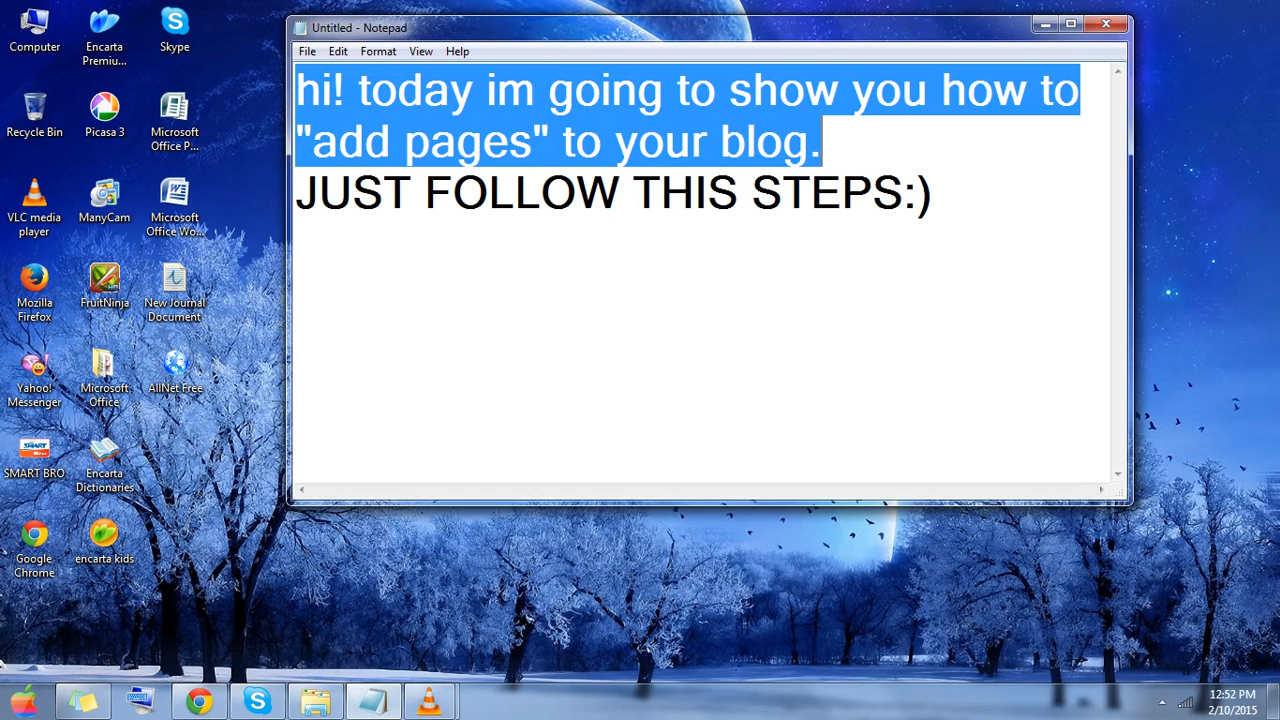 Untitled - Notepad
File Edit Format View Help
hi! today im going to show you how to
"add pages" to your blog.
JUST FOLLOW THIS STEPS:)
Computer
Encarta
Premiu...
Skype
Recycle Bin
Picasa 3
Microsoft
Office P...
VLC media
player
ManyCam
Microsoft
Office Wo...
Mozilla
Firefox
FruitNinja
New Journal
Document
Yahoo!
Messenger
Microsoft
Office
AllNet Free
SMART
SMART BRO
Encarta
Dictionaries
Google
Chrome
encarta kids
12:52 PM
2/10/2015